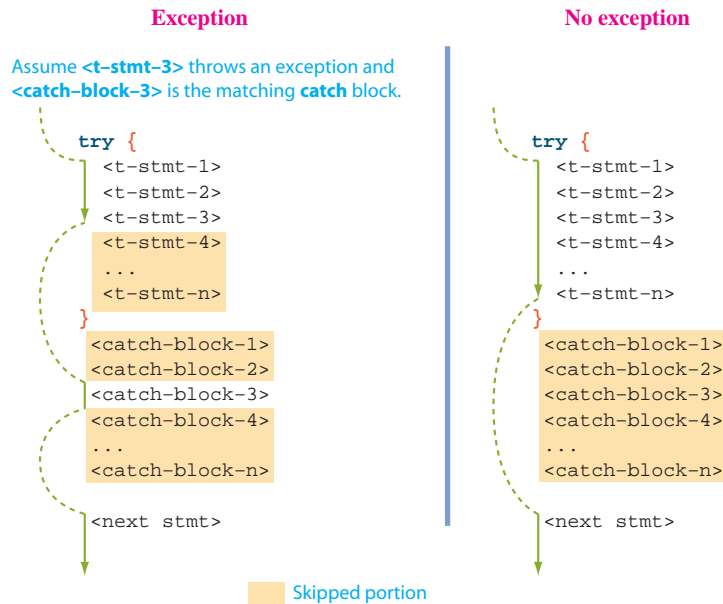 Exception
Assume <t–stmt–3> throws an exception and
<catch–block–3> is the matching catch block.
try {
<t–stmt–1>
<t–stmt–2>
<t–stmt–3>
<t–stmt–4>
...
<t–stmt–n>
}
<catch–block–1>
<catch–block–2>
<catch–block–3>
<catch–block–4>
...
<catch–block–n>
<next stmt>
No exception
try {
<t–stmt–1>
<t–stmt–2>
<t–stmt–3>
<t–stmt–4>
...
<t–stmt–n>
}
<catch–block–1>
<catch–block–2>
<catch–block–3>
<catch–block–4>
...
<catch–block–n>
<next stmt>
Skipped portion